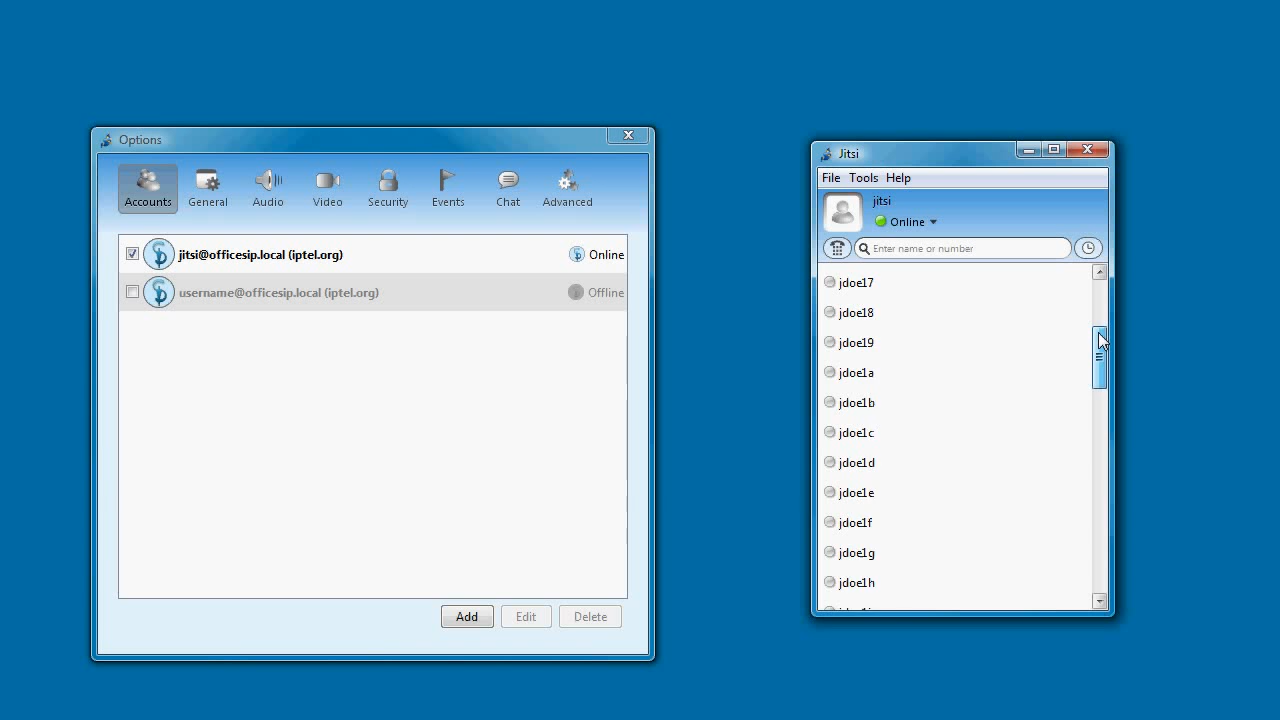 Options
Accounts
General
Audio
Video
Security
Events
Chat
Advanced
jitsi@officesip.local (iptel.org)
Online
username@officesip.local (iptel.org)
Offline
Add
Edit
Delete
Jitsi
File Tools Help
jitsi
Online
Enter name or number
jdoe17
jdoe18
jdoe19
jdoe1a
jdoe1b
jdoe1c
jdoe1d
jdoe1e
jdoe1f
jdoe1g
jdoe1h